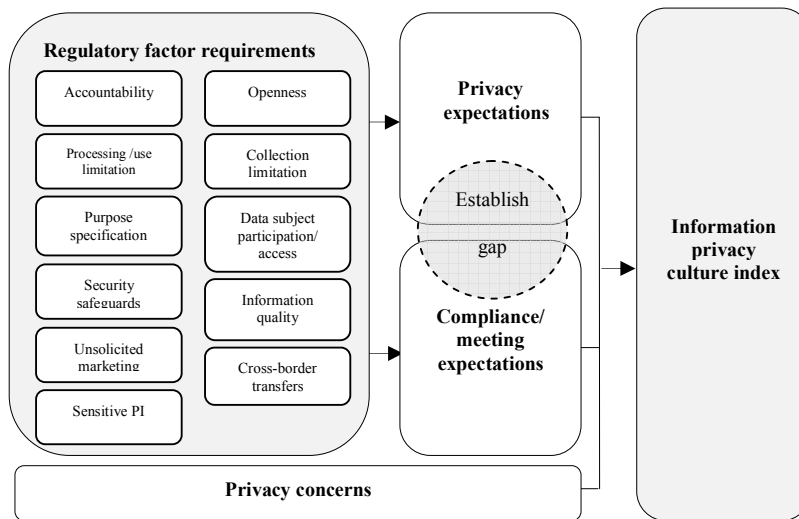 Regulatory factor requirements
Accountability
Processing /use
limitation
Purpose
specification
Security
safeguards
Unsolicited
marketing
Sensitive PI
Openness
Collection
limitation
Data subject
participation/
access
Information
quality
Cross-border
transfers
Privacy
expectations
Establish
gap
Compliance/
meeting
expectations
Information
privacy
culture index
Privacy concerns